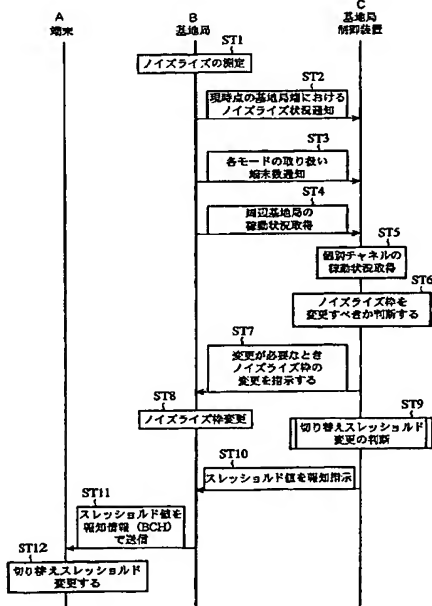 A
端末
B
基地局
C
基地局
制御装置
ST1
ノイズライズの測定
ST2
現時点の基地局端における
ノイズライズ状況通知
ST3
各モードの取り扱い
端末数通知
ST4
周辺基地局の
稼動状況取得
ST5
個別チャネルの
稼動状況取得
ST6
ノイズライズ枠を
変更すべきか判断する
ST7
変更が必要なとき
ノイズライズ枠の
変更を指示する
ST8
ノイズライズ枠変更
ST9
切り替えスレッショルド
変更の判断
ST10
スレッショルド値を報知指示
ST11
スレッショルド値を
報知情報 (BCH)
で送信
ST12
切り替えスレッショルド
変更する